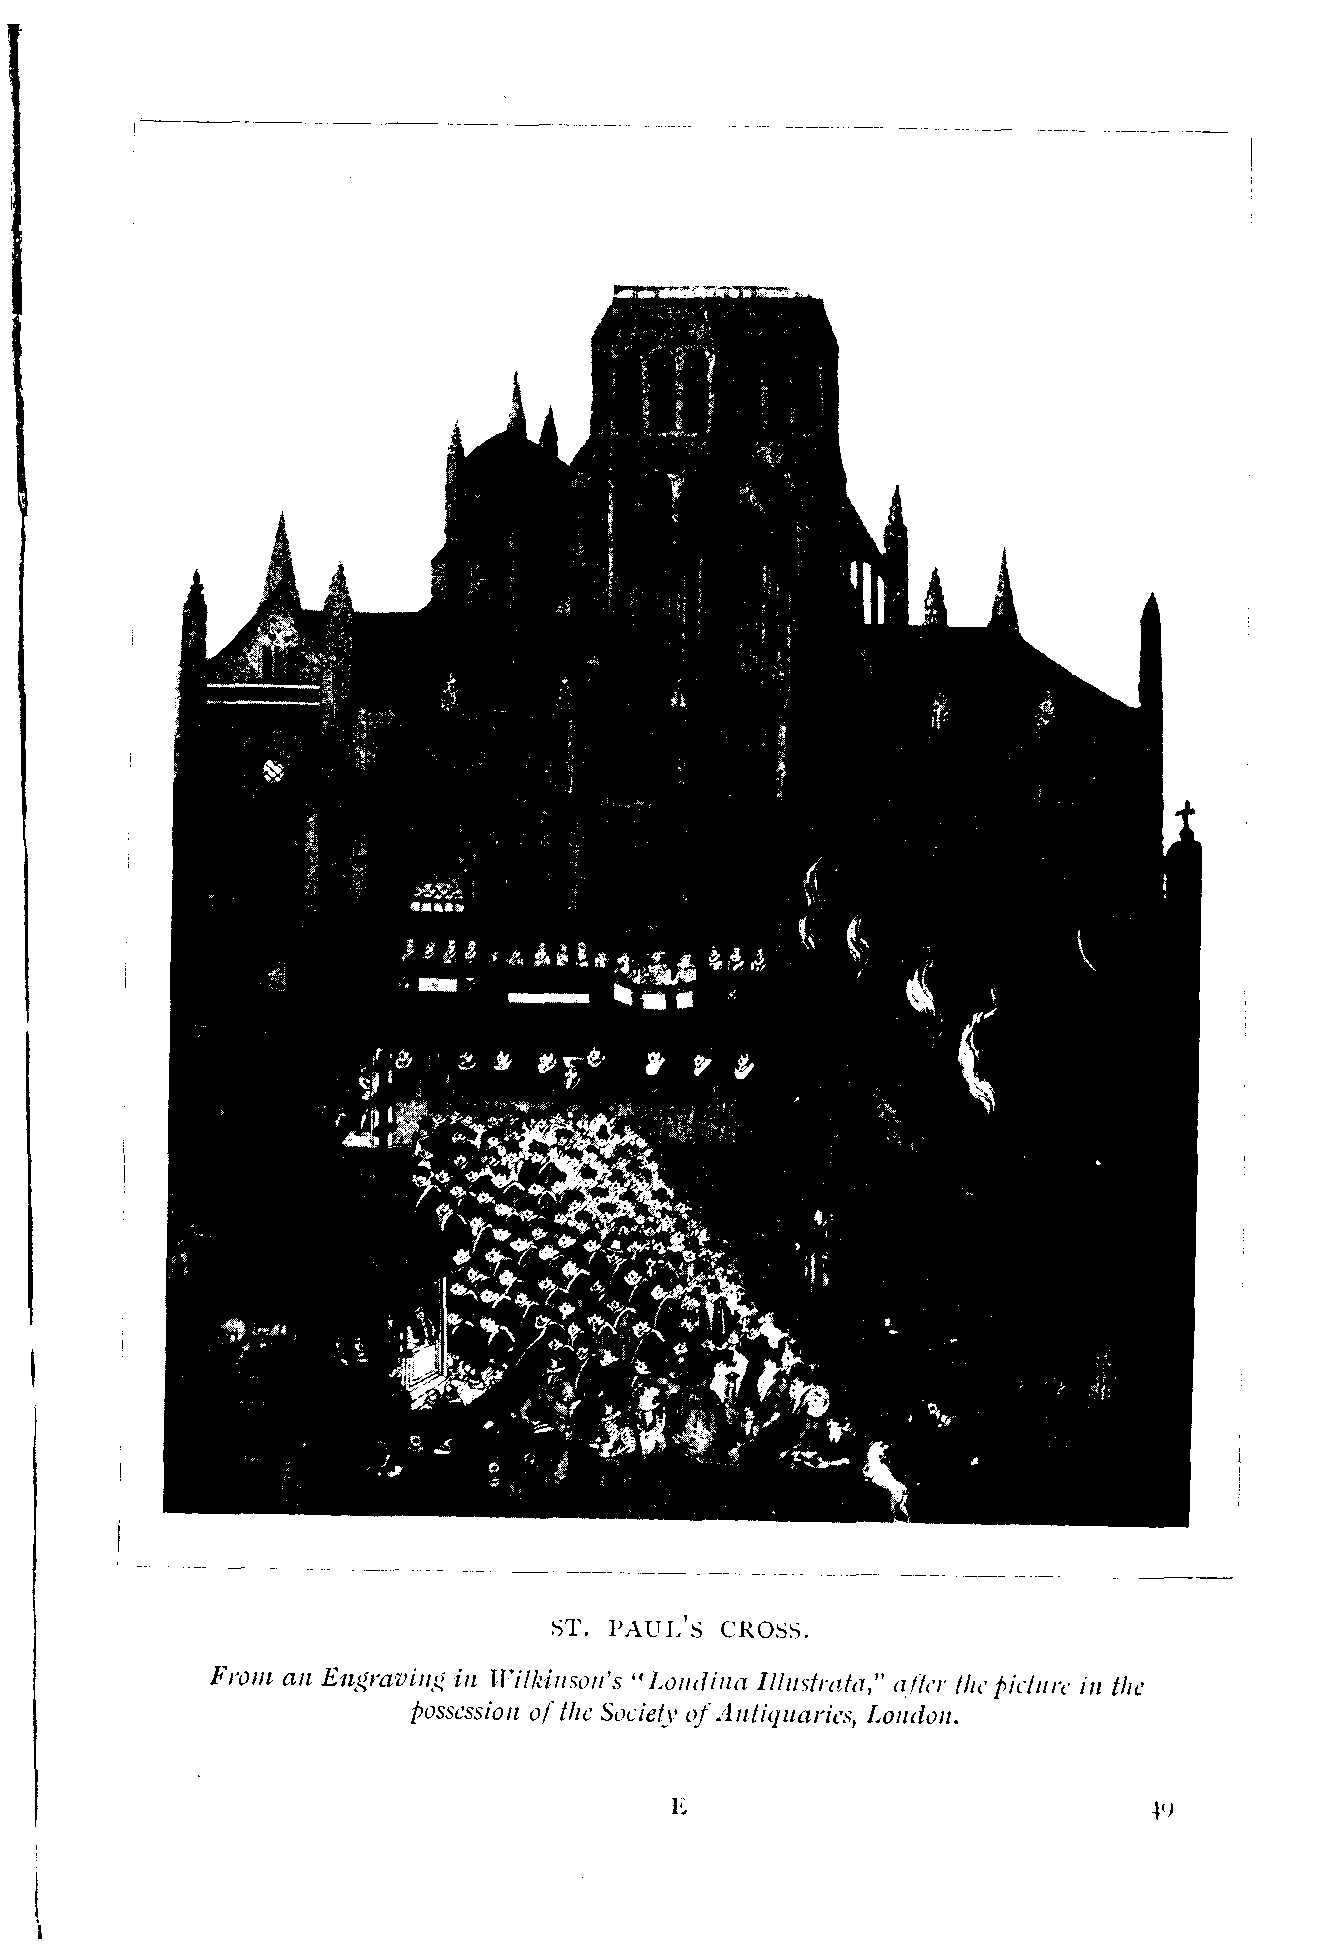 ST. PAUL'S CROSS.
From an Engraving in Wilkinson's "Londina Illustrata," after the picture in the
possession of the Society of Antiquaries, London.
E
49